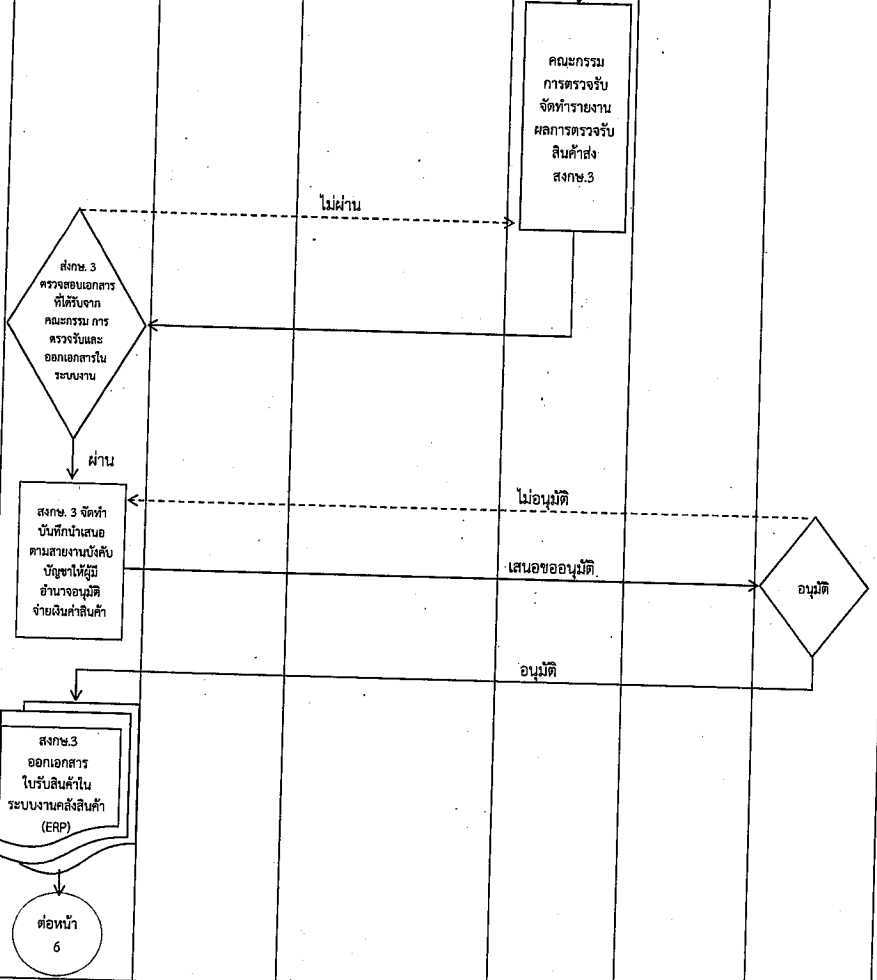 คณะกรรม
การตรวจรับ
จัดทำรายงาน
ผลการตรวจรับ
สินค้าส่ง
สงกษ.3
ไม่ผ่าน
ส่งกษ. 3
ตรวจสอบเอกสาร
ที่ได้รับจาก
คณะกรรม การ
ตรวจรับและ
ออกเอกสารใน
ระบบงาน
ผ่าน
ไม่อนุมัติ
สงกษ. 3 จัดทำ
บันทึกนำเสนอ
ตามสายงานบังคับ
บัญชาให้ผู้มี
อำนาจอนุมัติ
จ่ายเงินค่าสินค้า
เสนอขออนุมัติ
อนุมัติ
อนุมัติ
สงกษ.3
ออกเอกสาร
ใบรับสินค้าใน
ระบบงานคลังสินค้า
(ERP)
ต่อหน้า
6